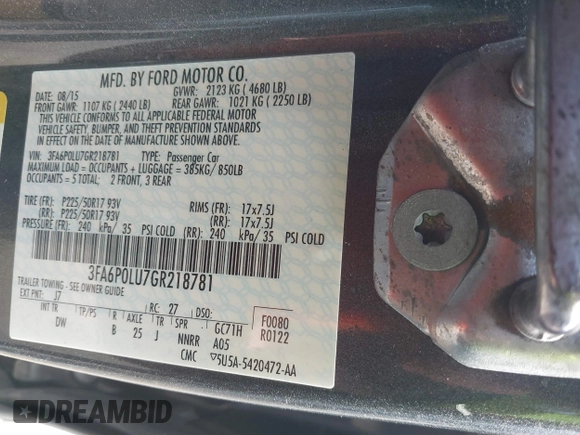 MFD. BY FORD MOTOR CO.
DATE: 08/15 GVWR: 2123 KG ( 4680 LB)
FRONT GAWR: 1107 KG ( 2440 LB) REAR GAWR: 1021 KG ( 2250 LB)
THIS VEHICLE CONFORMS TO ALL APPLICABLE FEDERAL MOTOR
VEHICLE SAFETY, BUMPER, AND THEFT PREVENTION STANDARDS
IN EFFECT ON THE DATE OF MANUFACTURE SHOWN ABOVE.
VIN: 3FA6P0LU7GR218781 TYPE: Passenger Car
MAXIMUM LOAD = OCCUPANTS + LUGGAGE = 385KG/ 850LB
OCCUPANTS = 5 TOTAL: 2 FRONT, 3 REAR
TIRE (FR): P225/50R17 93V RIMS (FR): 17x7.5J
(RR): P225/50R17 93V (RR): 17x7.5J
PRESSURE (FR): 240 kPa/ 35 PSI COLD (RR): 240 kPa/ 35 PSI COLD
3FA6P0LU7GR218781
TRAILER TOWING - SEE OWNER GUIDE
EXT PNT: J7 RC: 27 DSO:
INT TR TP/PS R AXLE TR SPR GC71H F0080
DW B 25 J NNRR A05 R0122
CMC ▽5U5A-5420472-AA
DREAMBID